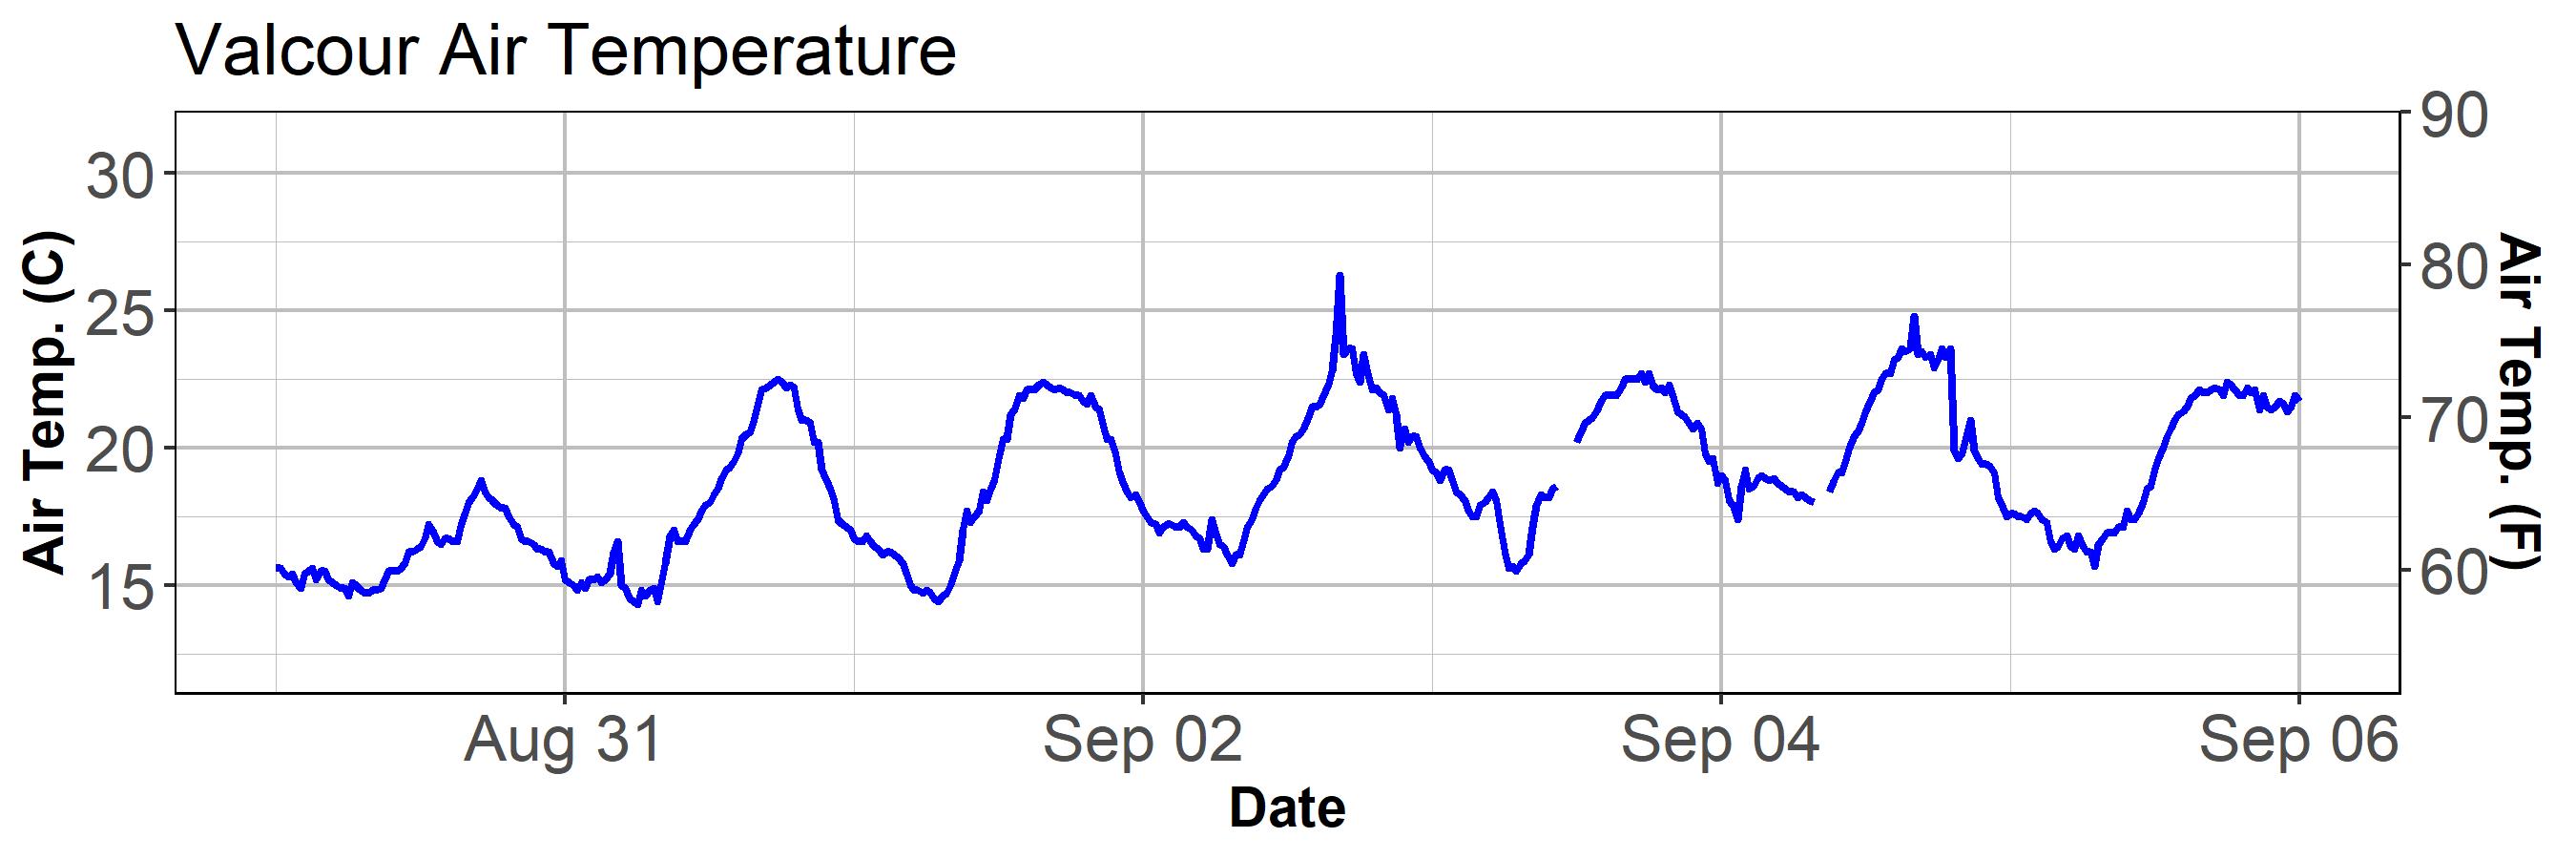 Valcour Air Temperature
Air Temp. (C)
30
25
20
15
90
80
70
60
Air Temp. (F)
Aug 31
Sep 02
Sep 04
Sep 06
Date